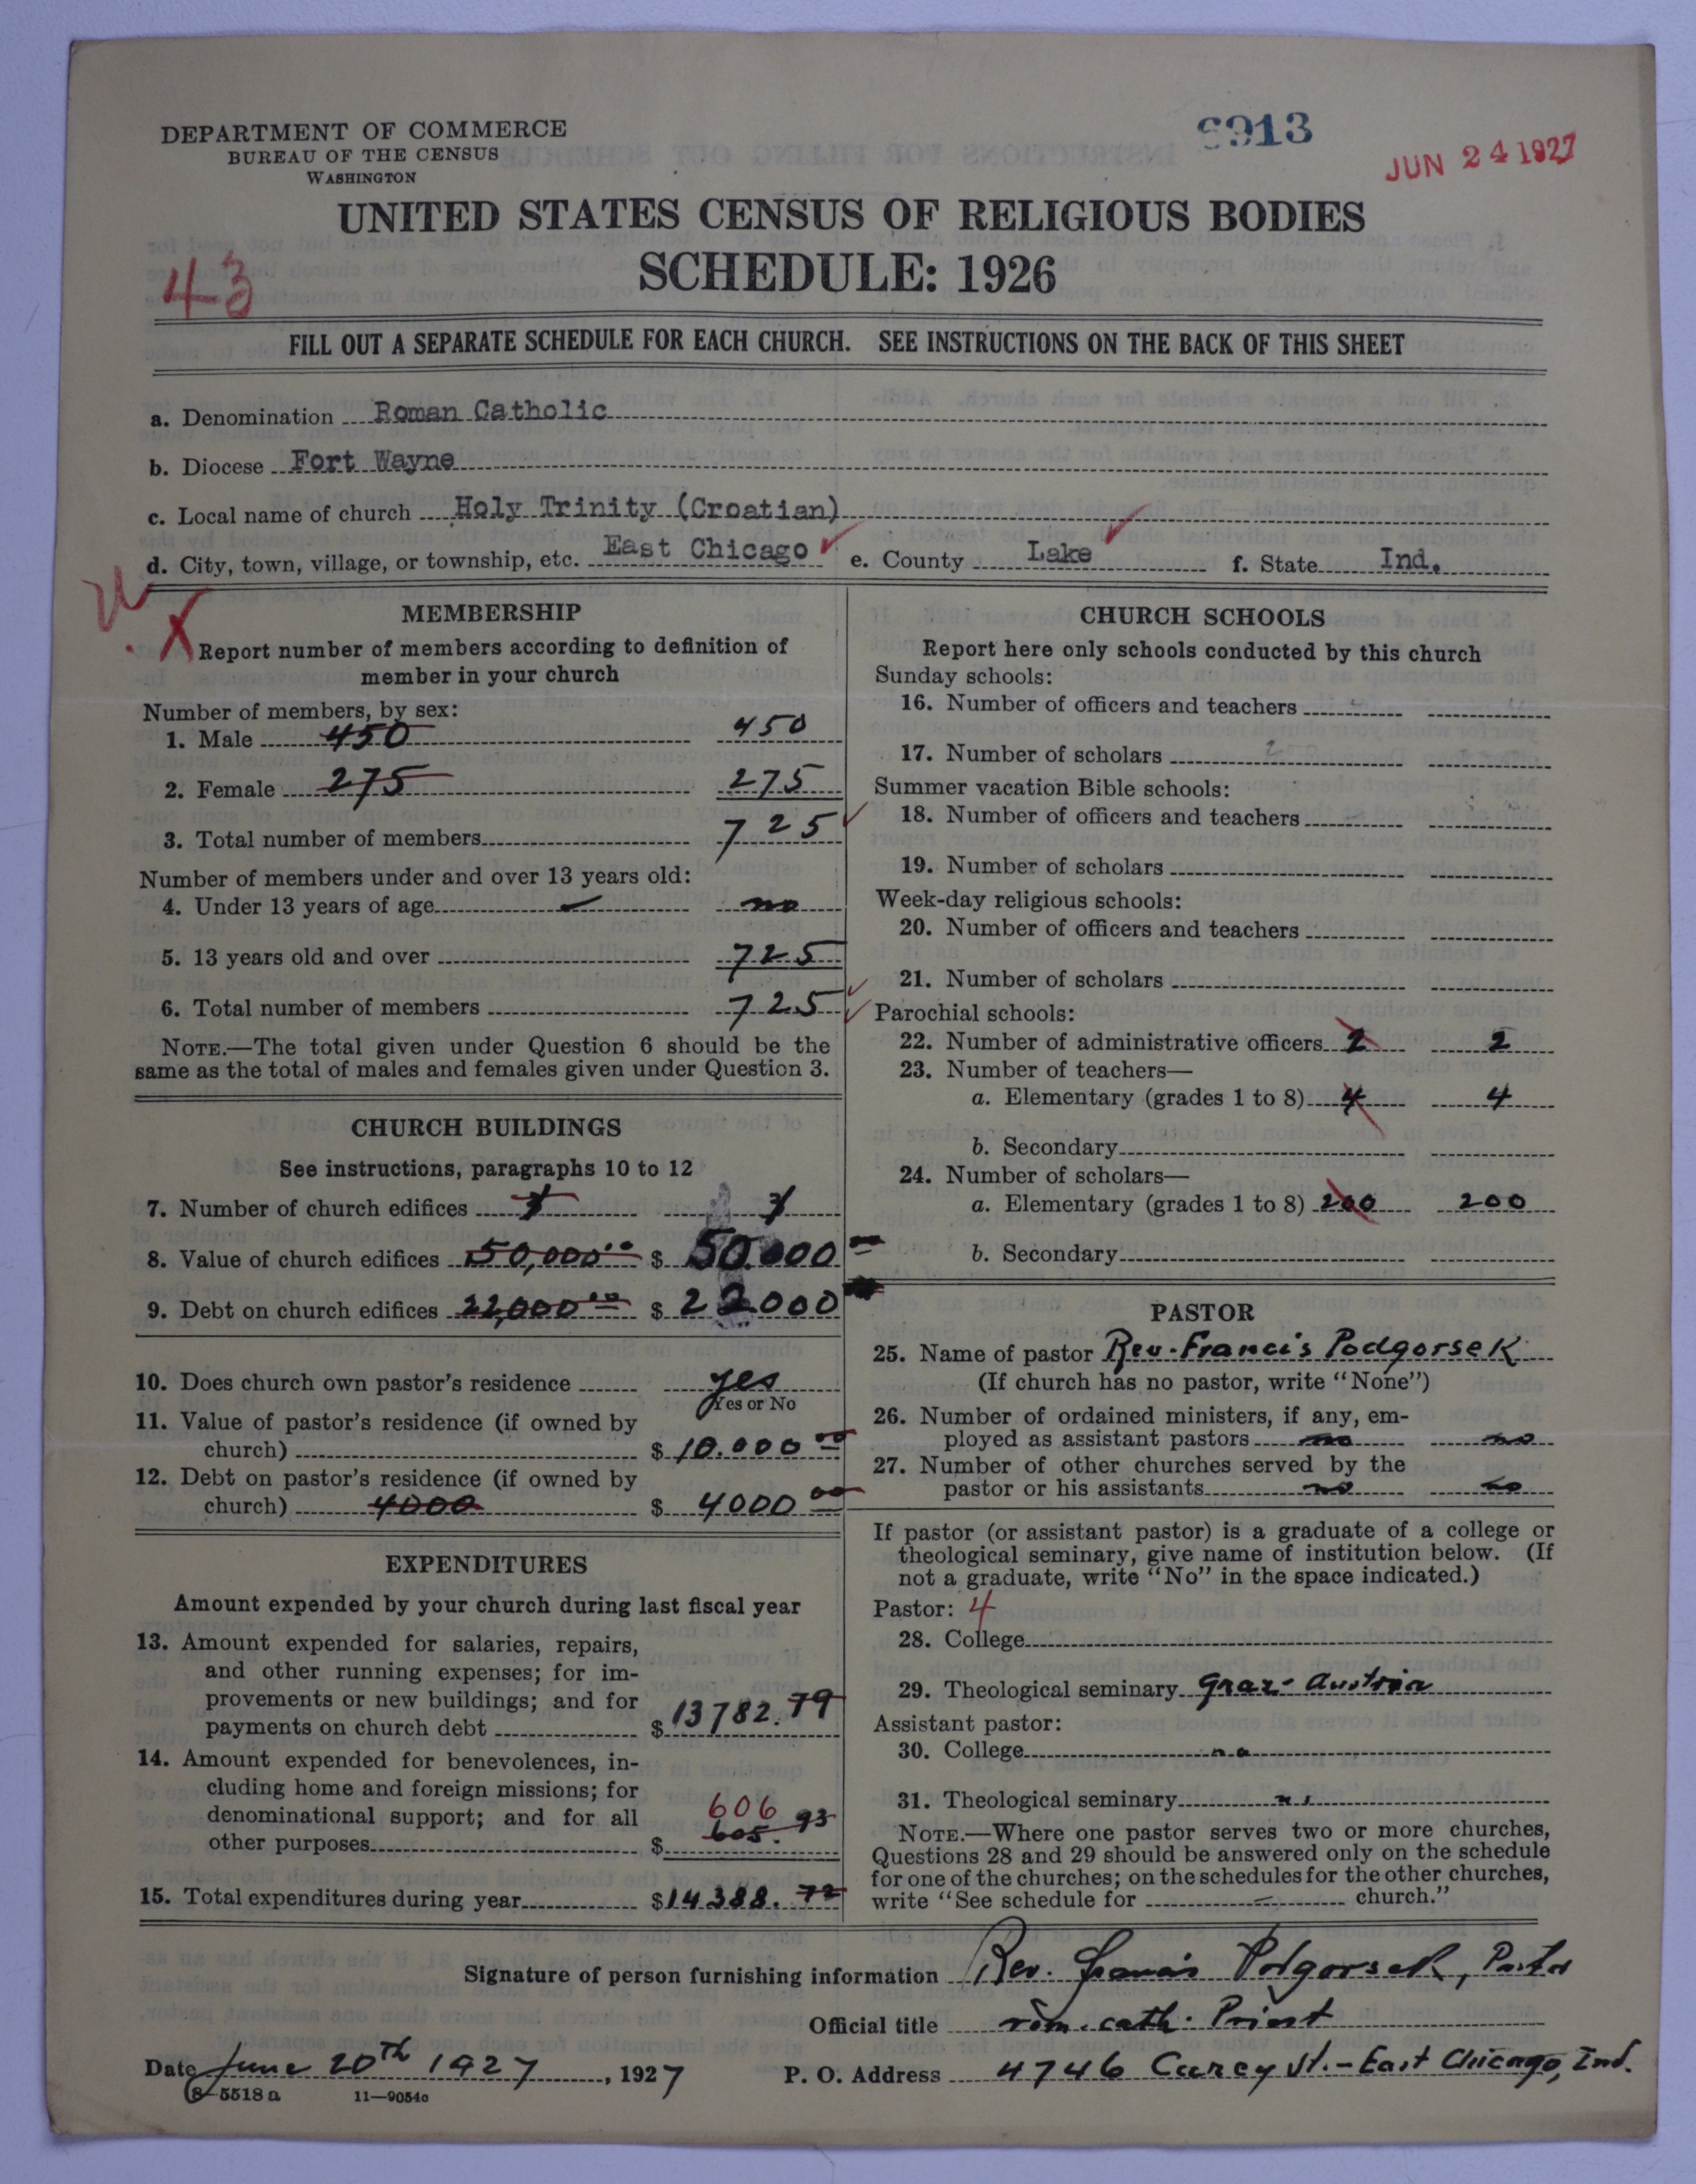 DEPARTMENT OF COMMERCE
BUREAU OF THE CENSUS
WASHINGTON
JUN 24 1927
UNITED STATES CENSUS OF RELIGIOUS BODIES
SCHEDULE: 1926
43
FILL OUT A SEPARATE SCHEDULE FOR EACH CHURCH. SEE INSTRUCTIONS ON THE BACK OF THIS SHEET
a. Denomination Roman Catholic
b. Diocese Fort Wayne
c. Local name of church Holy Trinity (Croatian)
d. City, town, village, or township, etc. East Chicago e. County Lake f. State Ind.
MEMBERSHIP
Report number of members according to definition of
member in your church
Number of members, by sex:
1. Male 450 450
2. Female 275 275
3. Total number of members 725
Number of members under and over 13 years old:
4. Under 13 years of age no
5. 13 years old and over 725
6. Total number of members 725
NOTE.—The total given under Question 6 should be the
same as the total of males and females given under Question 3.
CHURCH BUILDINGS
See instructions, paragraphs 10 to 12
7. Number of church edifices 1 1
8. Value of church edifices 50,000.00 $ 50.000
9. Debt on church edifices 22,000.00 $ 22000
10. Does church own pastor's residence yes
Yes or No
11. Value of pastor's residence (if owned by
church) $ 10.000 00
12. Debt on pastor's residence (if owned by
church) 4000 $ 4000 00
EXPENDITURES
Amount expended by your church during last fiscal year
13. Amount expended for salaries, repairs,
and other running expenses; for im-
provements or new buildings; and for
payments on church debt $ 13782.79
14. Amount expended for benevolences, in-
cluding home and foreign missions; for
denominational support; and for all 606
other purposes $ 605.93
15. Total expenditures during year $14388.72
CHURCH SCHOOLS
Report here only schools conducted by this church
Sunday schools:
16. Number of officers and teachers
17. Number of scholars
Summer vacation Bible schools:
18. Number of officers and teachers
19. Number of scholars
Week-day religious schools:
20. Number of officers and teachers
21. Number of scholars
Parochial schools:
22. Number of administrative officers 2 2
23. Number of teachers—
a. Elementary (grades 1 to 8) 4 4
b. Secondary
24. Number of scholars—
a. Elementary (grades 1 to 8) 200 200
b. Secondary
PASTOR
25. Name of pastor Rev. Francis Podgorsek
(If church has no pastor, write "None")
26. Number of ordained ministers, if any, em-
ployed as assistant pastors no no
27. Number of other churches served by the
pastor or his assistants no no
If pastor (or assistant pastor) is a graduate of a college or
theological seminary, give name of institution below. (If
not a graduate, write "No" in the space indicated.)
Pastor: 4
28. College
29. Theological seminary Graz - Austria
Assistant pastor:
30. College
31. Theological seminary
NOTE.—Where one pastor serves two or more churches,
Questions 28 and 29 should be answered only on the schedule
for one of the churches; on the schedules for the other churches,
write "See schedule for church."
Signature of person furnishing information Rev. Francis Podgorsek, Pastor
Official title rom. cath. Priest
Date June 20th 1927, 1927 P. O. Address 4746 Carey St. - East Chicago, Ind.
8—5518a 11—9054c